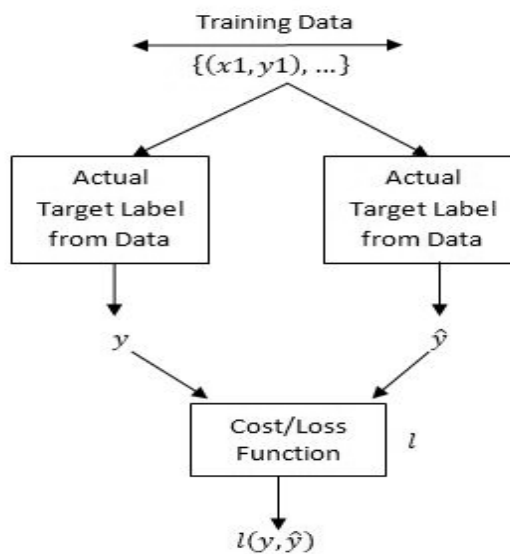 Training Data
{(x1, y1), ...}
Actual
Target Label
from Data
Actual
Target Label
from Data
y
ŷ
Cost/Loss
Function
l
l(y, ŷ)